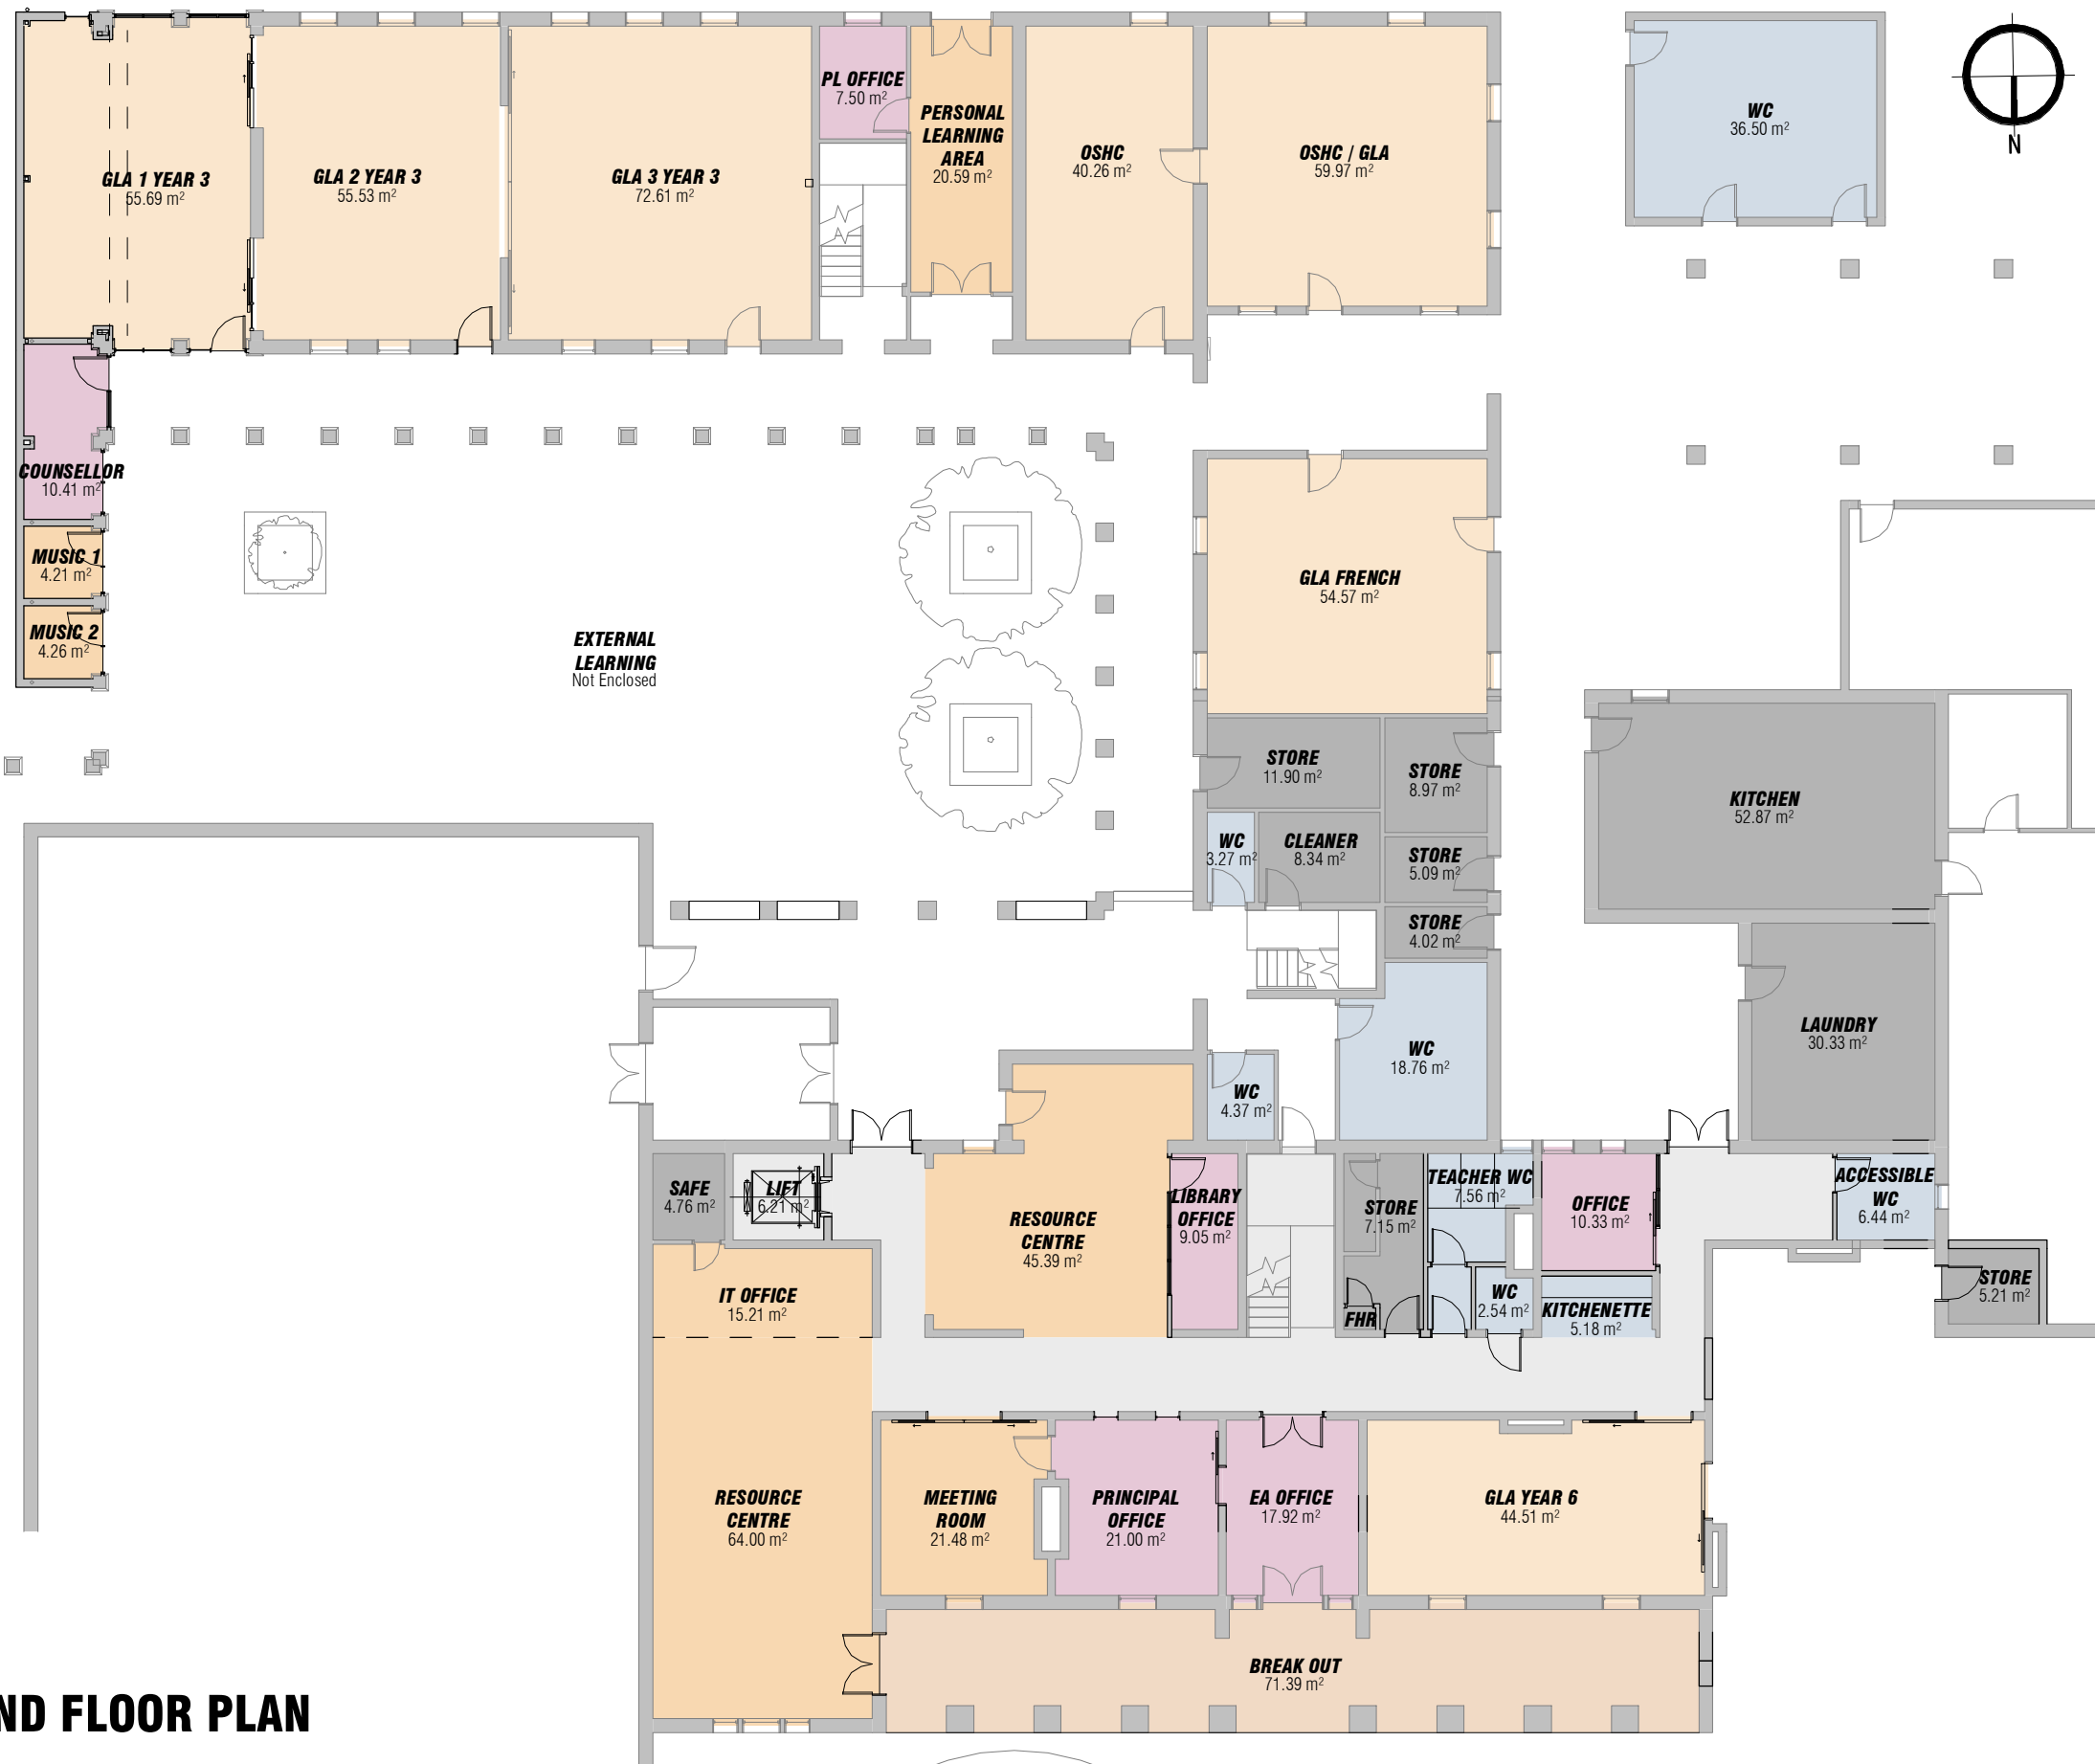 GLA 1 YEAR 3
55.69 m²
GLA 2 YEAR 3
55.53 m²
GLA 3 YEAR 3
72.61 m²
PL OFFICE
7.50 m²
PERSONAL
LEARNING
AREA
20.59 m²
OSHC
40.26 m²
OSHC / GLA
59.97 m²
WC
36.50 m²
N
COUNSELLOR
10.41 m²
MUSIC 1
4.21 m²
MUSIC 2
4.26 m²
EXTERNAL
LEARNING
Not Enclosed
GLA FRENCH
54.57 m²
STORE
11.90 m²
STORE
8.97 m²
WC
3.27 m²
CLEANER
8.34 m²
STORE
5.09 m²
STORE
4.02 m²
KITCHEN
52.87 m²
LAUNDRY
30.33 m²
WC
18.76 m²
WC
4.37 m²
SAFE
4.76 m²
LIFT
6.21 m²
RESOURCE
CENTRE
45.39 m²
LIBRARY
OFFICE
9.05 m²
STORE
7.15 m²
FHR
TEACHER WC
7.56 m²
WC
2.54 m²
OFFICE
10.33 m²
KITCHENETTE
5.18 m²
ACCESSIBLE
WC
6.44 m²
STORE
5.21 m²
IT OFFICE
15.21 m²
RESOURCE
CENTRE
64.00 m²
MEETING
ROOM
21.48 m²
PRINCIPAL
OFFICE
21.00 m²
EA OFFICE
17.92 m²
GLA YEAR 6
44.51 m²
BREAK OUT
71.39 m²
ND FLOOR PLAN